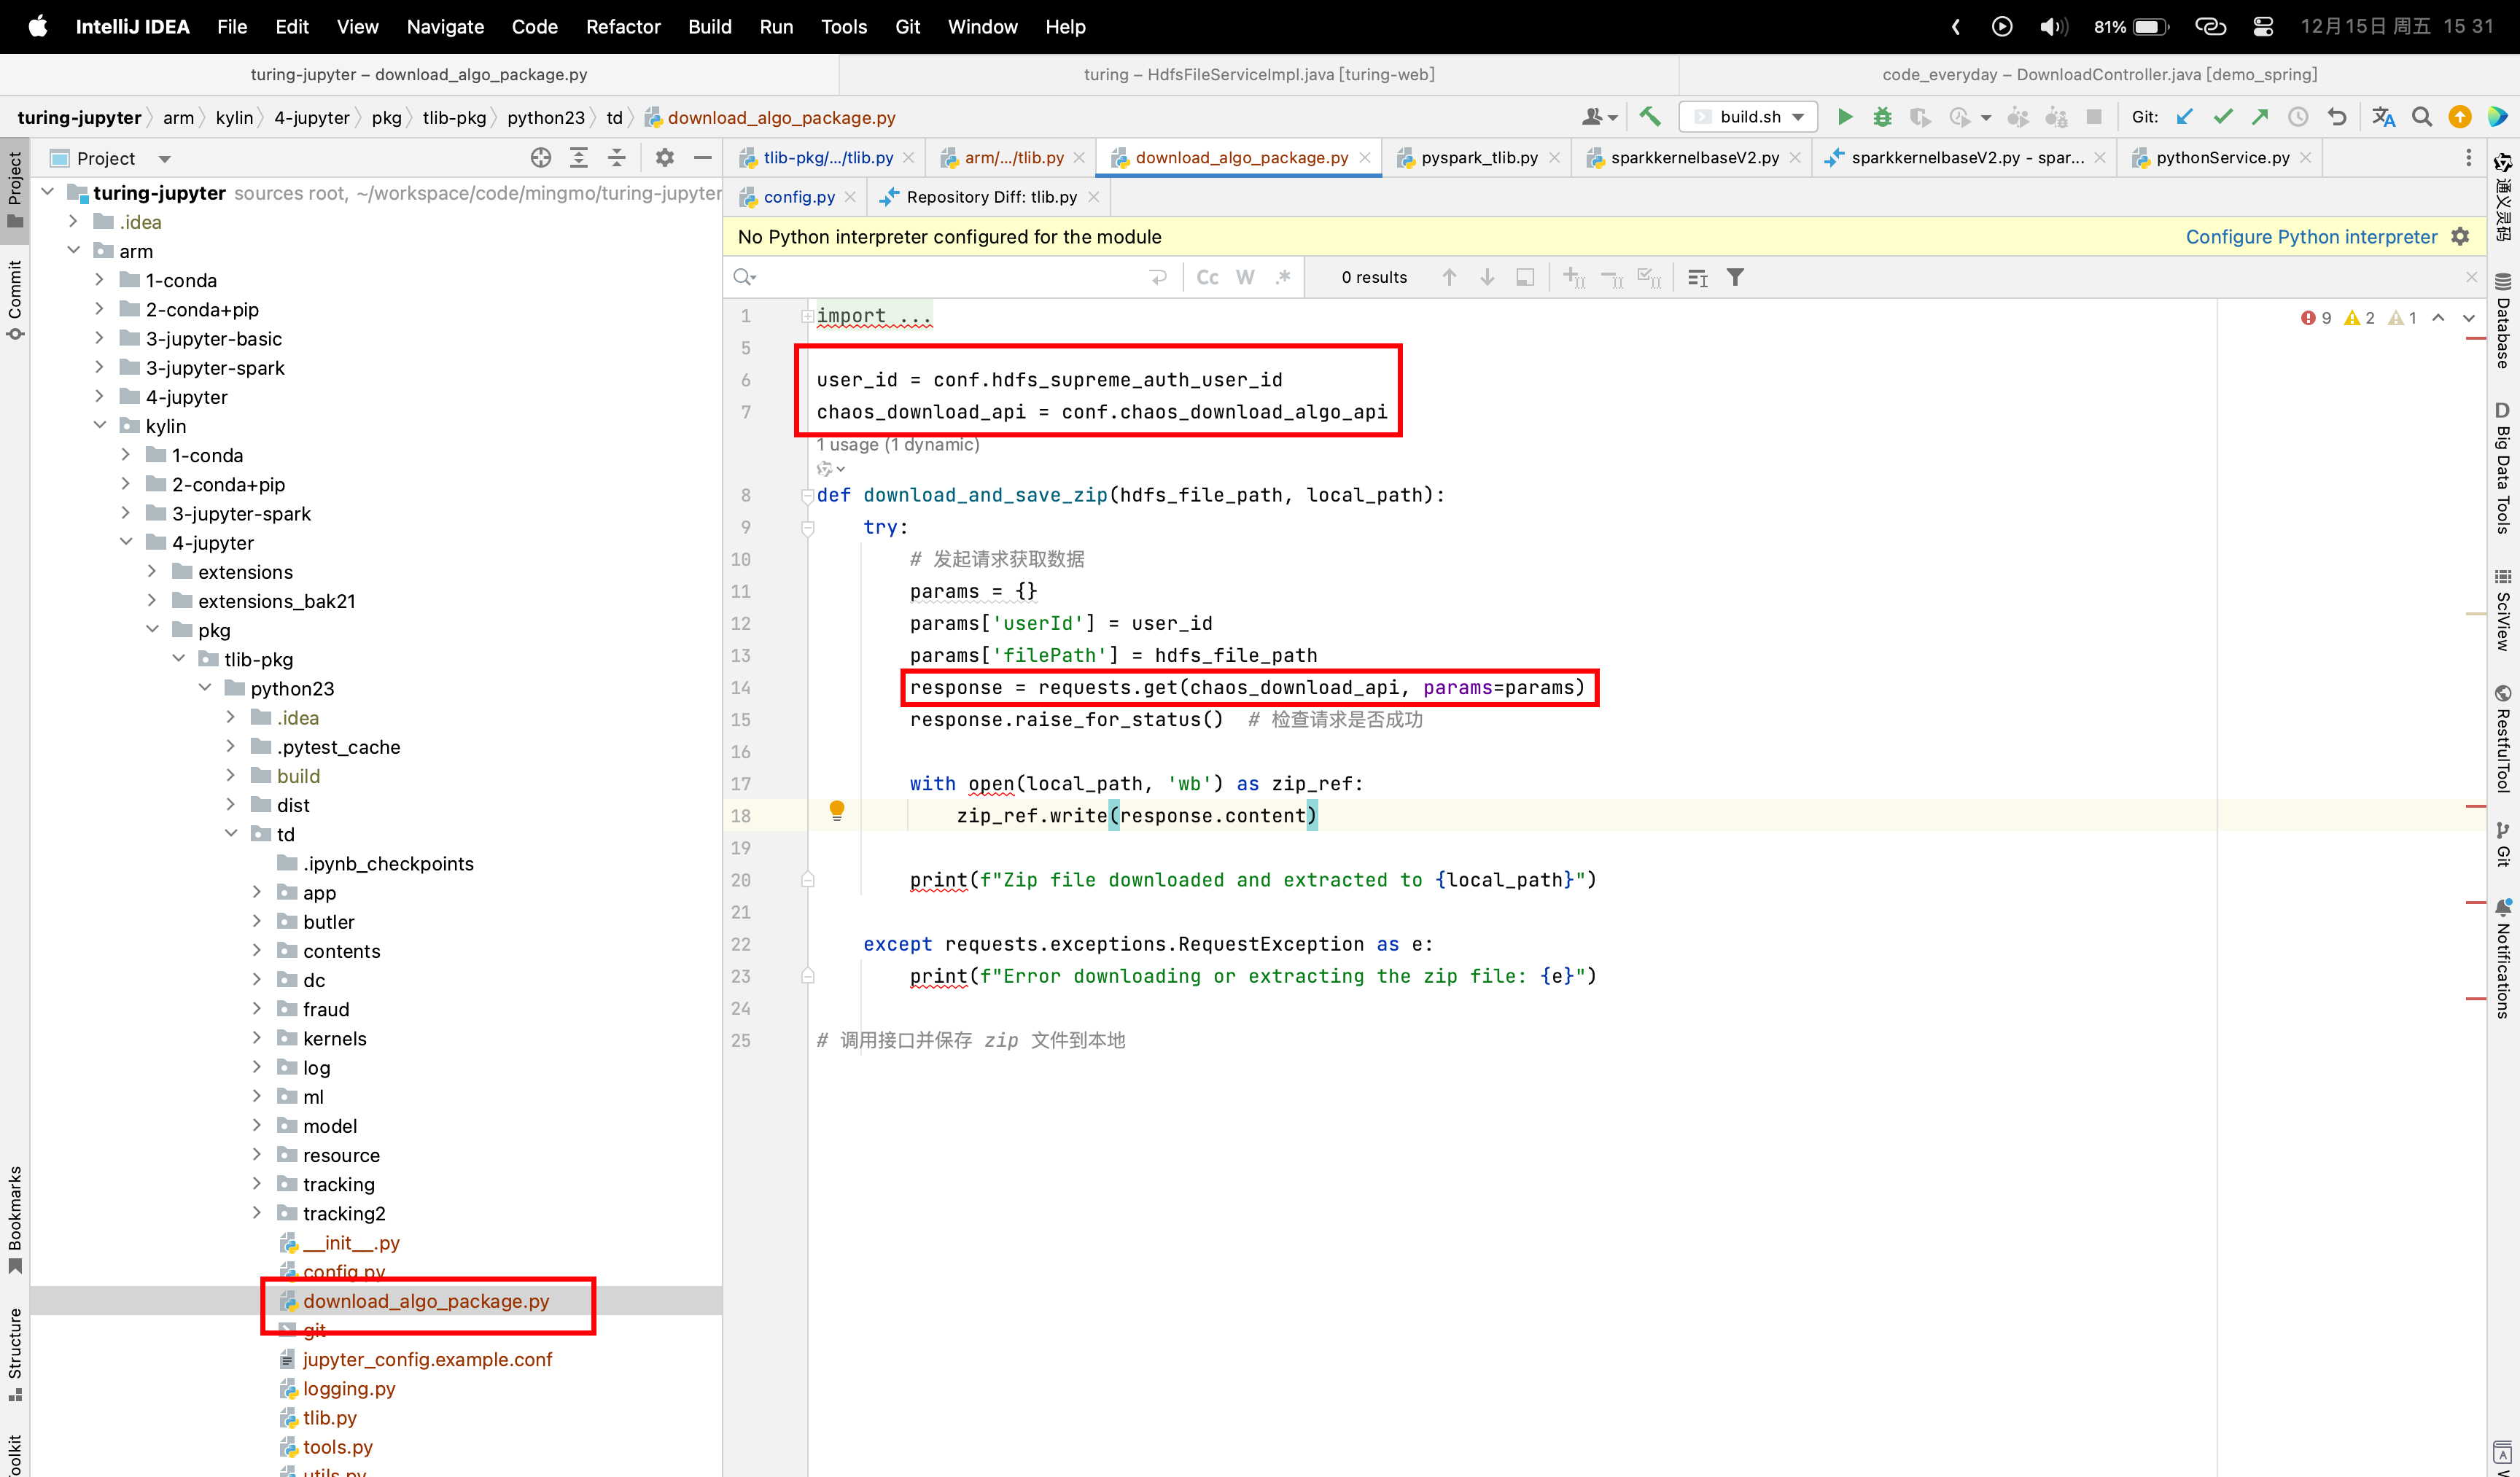 IntelliJ IDEA File Edit View Navigate Code Refactor Build Run Tools Git Window Help 81% 12月15日 周五 15 31
turing-jupyter – download_algo_package.py turing – HdfsFileServiceImpl.java [turing-web] code_everyday – DownloadController.java [demo_spring]
turing-jupyter arm kylin 4-jupyter pkg tlib-pkg python23 td download_algo_package.py build.sh Git:
Project
tlib-pkg/.../tlib.py arm/.../tlib.py download_algo_package.py pyspark_tlib.py sparkkernelbaseV2.py sparkkernelbaseV2.py - spar... pythonService.py
config.py Repository Diff: tlib.py
No Python interpreter configured for the module Configure Python interpreter
Cc W .* 0 results
9 2 1
Project
Commit
Bookmarks
Structure
turing-jupyter sources root, ~/workspace/code/mingmo/turing-jupyter
.idea
arm
1-conda
2-conda+pip
3-jupyter-basic
3-jupyter-spark
4-jupyter
kylin
1-conda
2-conda+pip
3-jupyter-spark
4-jupyter
extensions
extensions_bak21
pkg
tlib-pkg
python23
.idea
.pytest_cache
build
dist
td
.ipynb_checkpoints
app
butler
contents
dc
fraud
kernels
log
ml
model
resource
tracking
tracking2
__init__.py
config.py
download_algo_package.py
git
jupyter_config.example.conf
logging.py
tlib.py
tools.py
utils.py
1 import ...
5
6 user_id = conf.hdfs_supreme_auth_user_id
7 chaos_download_api = conf.chaos_download_algo_api
1 usage (1 dynamic)
8 def download_and_save_zip(hdfs_file_path, local_path):
9 try:
10 # 发起请求获取数据
11 params = {}
12 params['userId'] = user_id
13 params['filePath'] = hdfs_file_path
14 response = requests.get(chaos_download_api, params=params)
15 response.raise_for_status() # 检查请求是否成功
16
17 with open(local_path, 'wb') as zip_ref:
18 zip_ref.write(response.content)
19
20 print(f"Zip file downloaded and extracted to {local_path}")
21
22 except requests.exceptions.RequestException as e:
23 print(f"Error downloading or extracting the zip file: {e}")
24
25 # 调用接口并保存 zip 文件到本地
通义灵码
Database
D Big Data Tools
SciView
RestfulTool
Git
Notifications